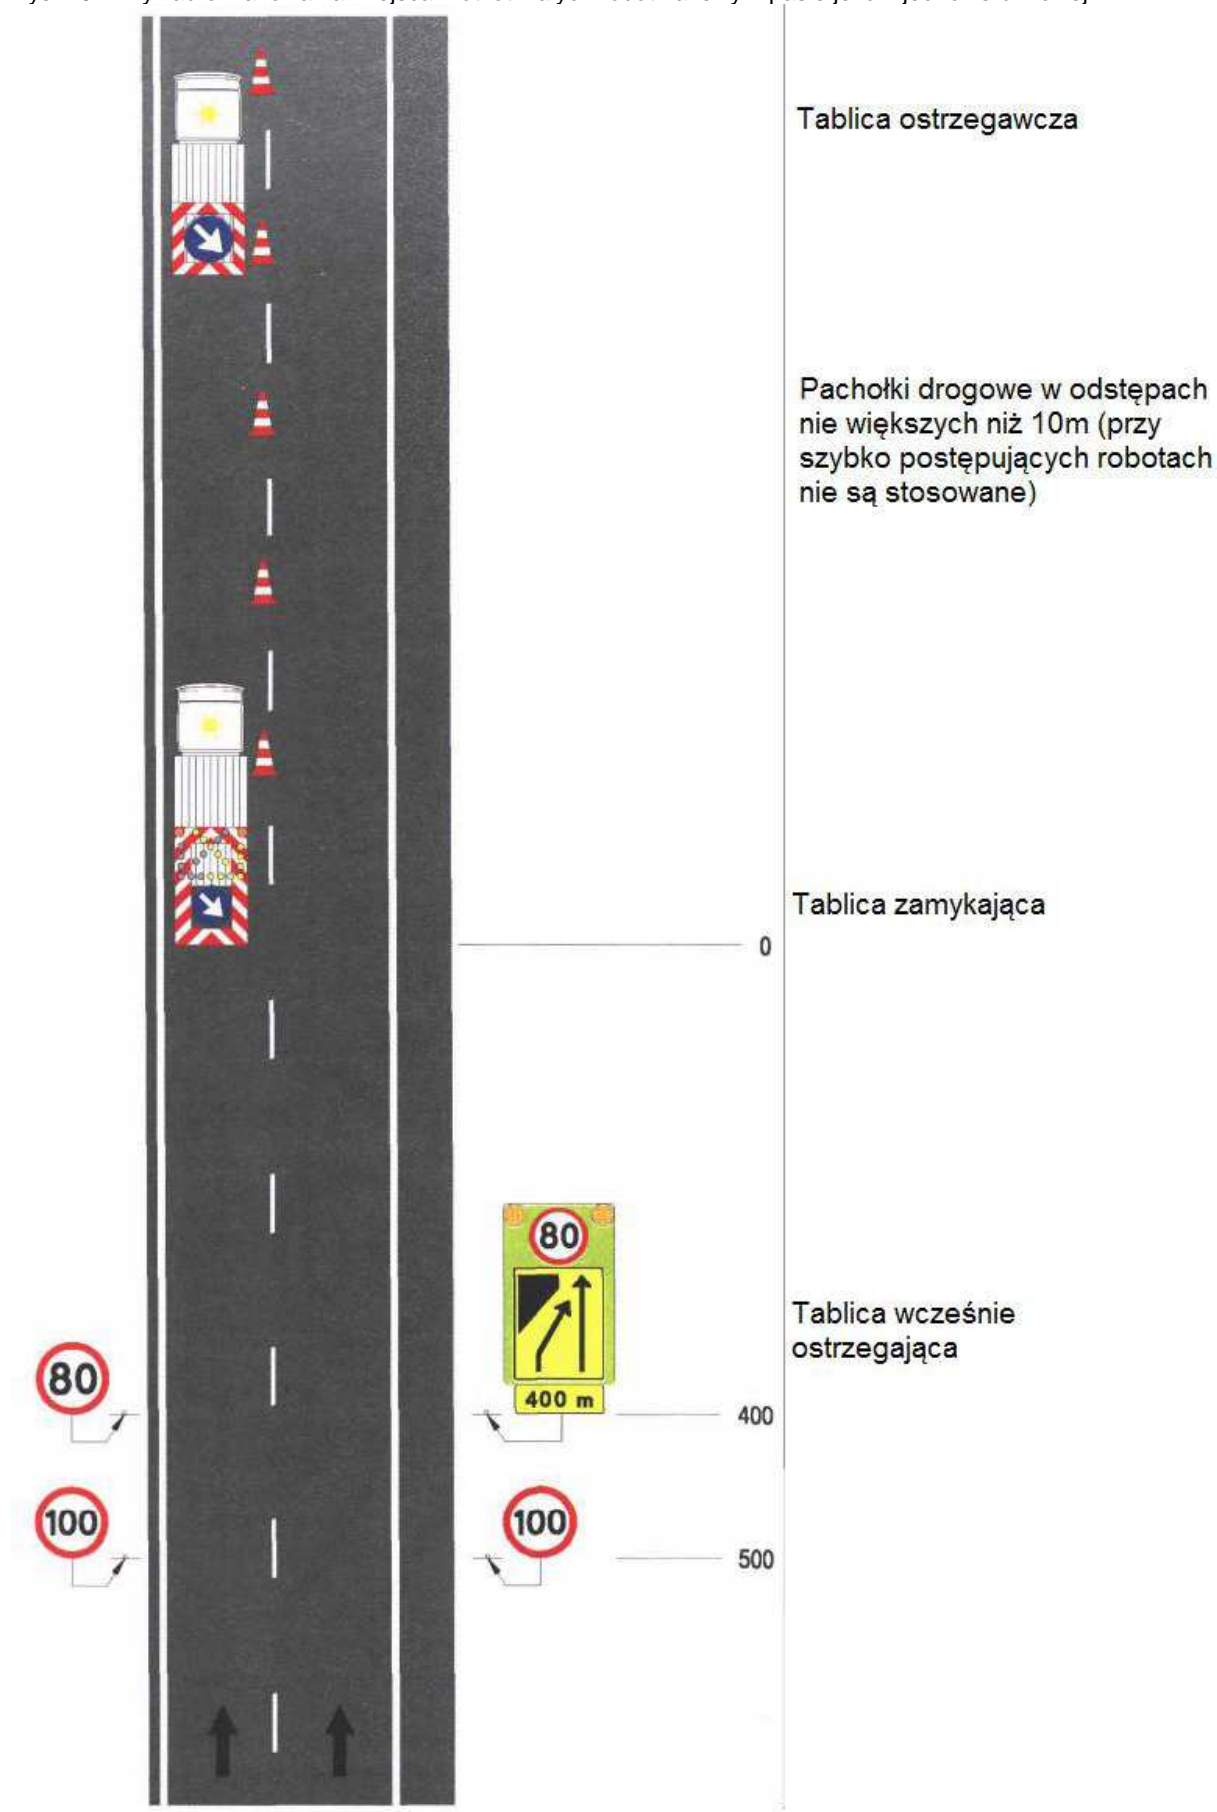 Tablica ostrzegawcza
Pachołki drogowe w odstępach
nie większych niż 10m (przy
szybko postępujących robotach
nie są stosowane)
Tablica zamykająca
0
80
Tablica wcześnie
ostrzegająca
80
400 m
400
100
100
500